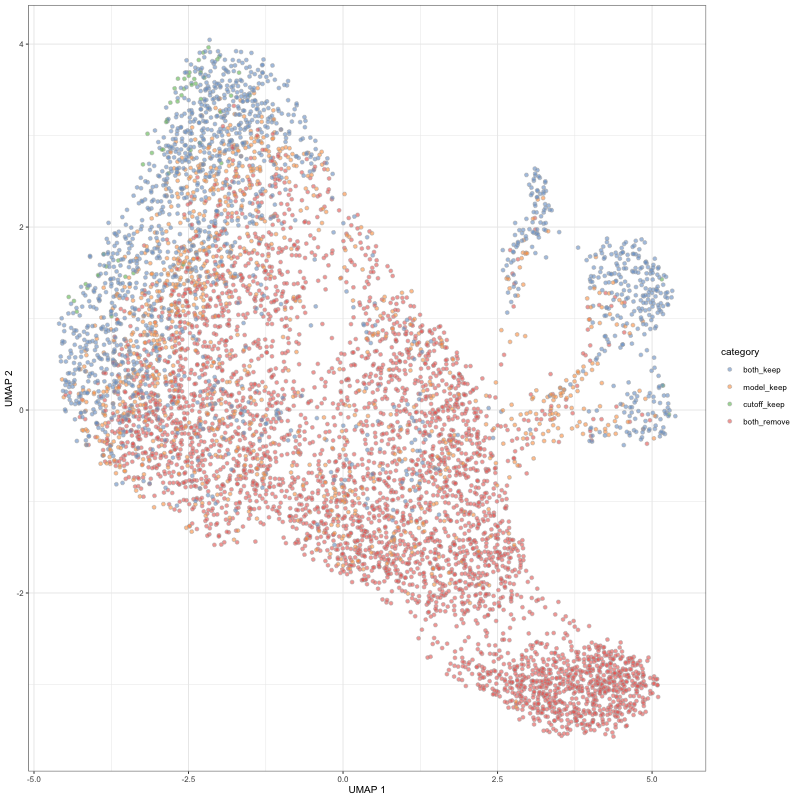 4
2
0
-2
-5.0
-2.5
0.0
2.5
5.0
UMAP 1
UMAP 2
category
both_keep
model_keep
cutoff_keep
both_remove